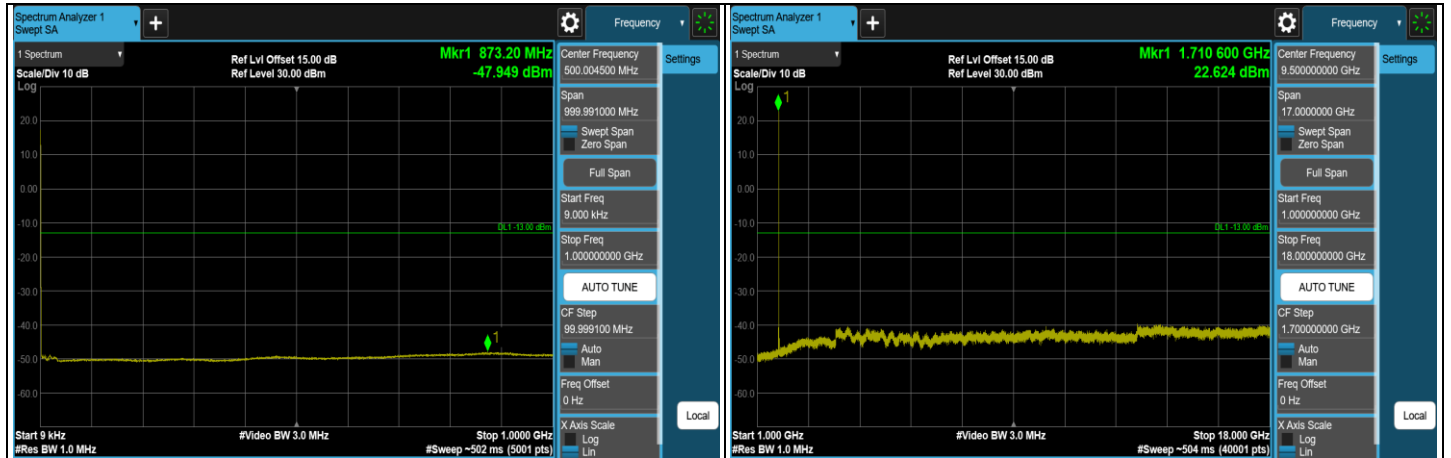 Spectrum Analyzer 1
Swept SA
+
Frequency
1 Spectrum
Scale/Div 10 dB
Log
Ref Lvl Offset 15.00 dB
Ref Level 30.00 dBm
Mkr1 873.20 MHz
-47.949 dBm
20.0
10.0
0.00
-10.0
-20.0
-30.0
-40.0
-50.0
-60.0
DL1 -13.00 dBm
1
Start 9 kHz
#Res BW 1.0 MHz
#Video BW 3.0 MHz
Stop 1.0000 GHz
#Sweep ~502 ms (5001 pts)
Center Frequency
500.004500 MHz
Span
999.991000 MHz
Swept Span
Zero Span
Full Span
Start Freq
9.000 kHz
Stop Freq
1.000000000 GHz
AUTO TUNE
CF Step
99.999100 MHz
Auto
Man
Freq Offset
0 Hz
X Axis Scale
Log
Lin
Settings
Local
Spectrum Analyzer 1
Swept SA
+
Frequency
1 Spectrum
Scale/Div 10 dB
Log
Ref Lvl Offset 15.00 dB
Ref Level 30.00 dBm
Mkr1 1.710 600 GHz
22.624 dBm
1
20.0
10.0
0.00
-10.0
-20.0
-30.0
-40.0
-50.0
-60.0
DL1 -13.00 dBm
Start 1.000 GHz
#Res BW 1.0 MHz
#Video BW 3.0 MHz
Stop 18.000 GHz
#Sweep ~504 ms (40001 pts)
Center Frequency
9.500000000 GHz
Span
17.0000000 GHz
Swept Span
Zero Span
Full Span
Start Freq
1.000000000 GHz
Stop Freq
18.000000000 GHz
AUTO TUNE
CF Step
1.700000000 GHz
Auto
Man
Freq Offset
0 Hz
X Axis Scale
Log
Lin
Settings
Local